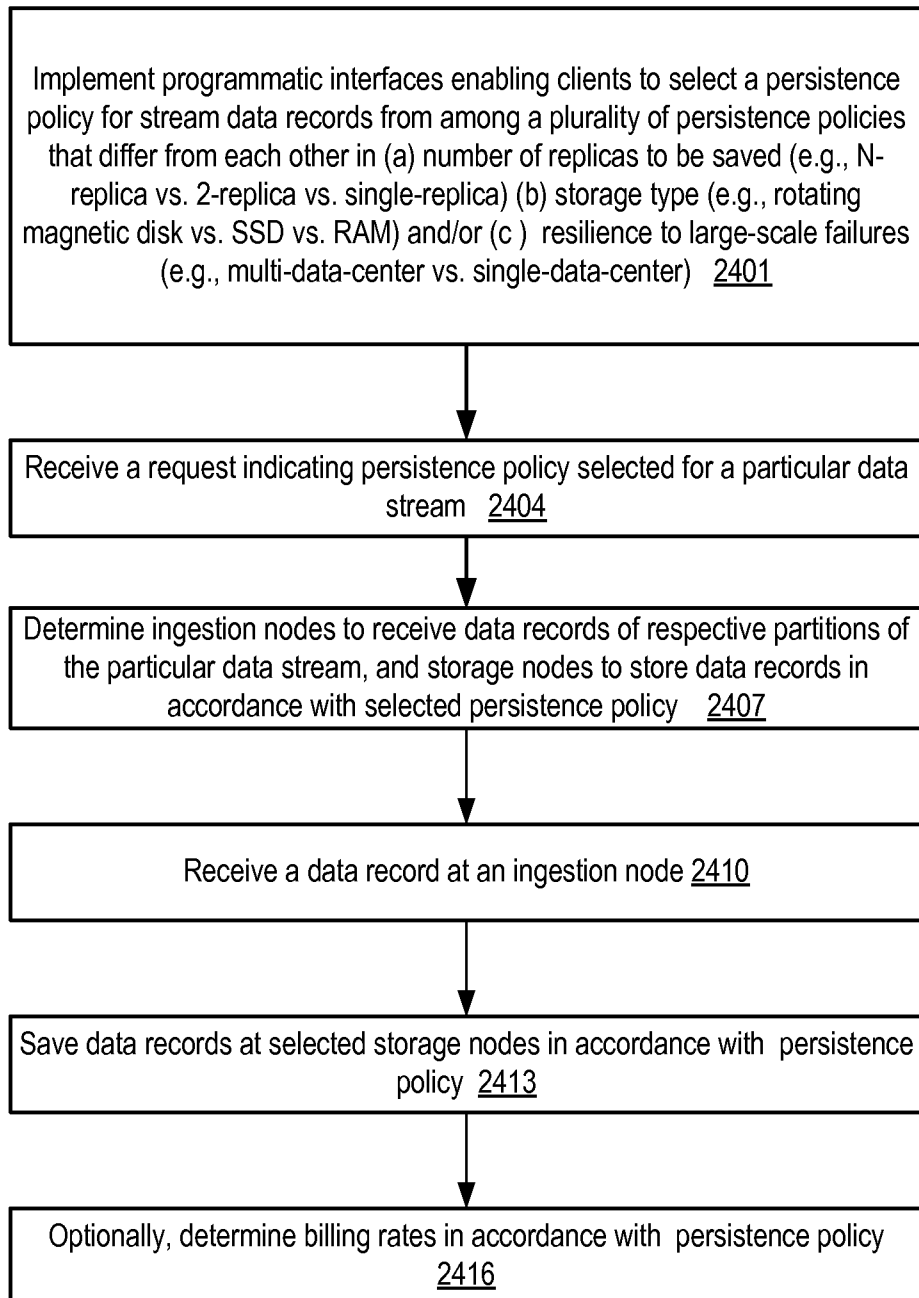 Implement programmatic interfaces enabling clients to select a persistence
policy for stream data records from among a plurality of persistence policies
that differ from each other in (a) number of replicas to be saved (e.g., N-
replica vs. 2-replica vs. single-replica) (b) storage type (e.g., rotating
magnetic disk vs. SSD vs. RAM) and/or (c ) resilience to large-scale failures
(e.g., multi-data-center vs. single-data-center) 2401
Receive a request indicating persistence policy selected for a particular data
stream 2404
Determine ingestion nodes to receive data records of respective partitions of
the particular data stream, and storage nodes to store data records in
accordance with selected persistence policy 2407
Receive a data record at an ingestion node 2410
Save data records at selected storage nodes in accordance with persistence
policy 2413
Optionally, determine billing rates in accordance with persistence policy
2416